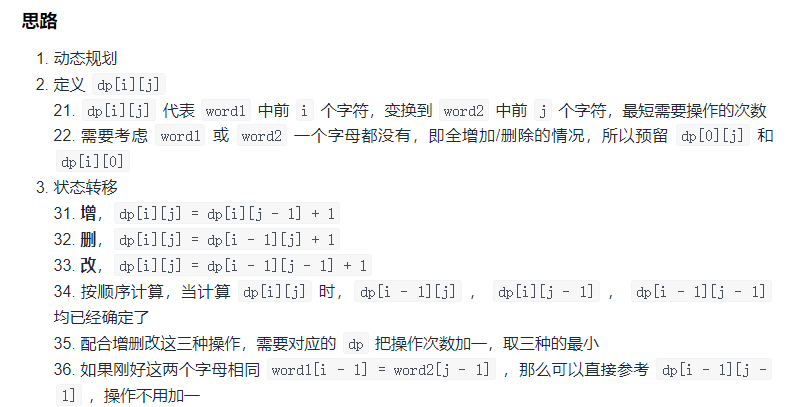 思路
1. 动态规划
2. 定义 dp[i][j]
21. dp[i][j] 代表 word1 中前 i 个字符，变换到 word2 中前 j 个字符，最短需要操作的次数
22. 需要考虑 word1 或 word2 一个字母都没有，即全增加/删除的情况，所以预留 dp[0][j] 和
dp[i][0]
3. 状态转移
31. 增，dp[i][j] = dp[i][j - 1] + 1
32. 删，dp[i][j] = dp[i - 1][j] + 1
33. 改，dp[i][j] = dp[i - 1][j - 1] + 1
34. 按顺序计算，当计算 dp[i][j] 时，dp[i - 1][j] ， dp[i][j - 1] ， dp[i - 1][j - 1]
均已经确定了
35. 配合增删改这三种操作，需要对应的 dp 把操作次数加一，取三种的最小
36. 如果刚好这两个字母相同 word1[i - 1] = word2[j - 1] ，那么可以直接参考 dp[i - 1][j -
1] ，操作不用加一